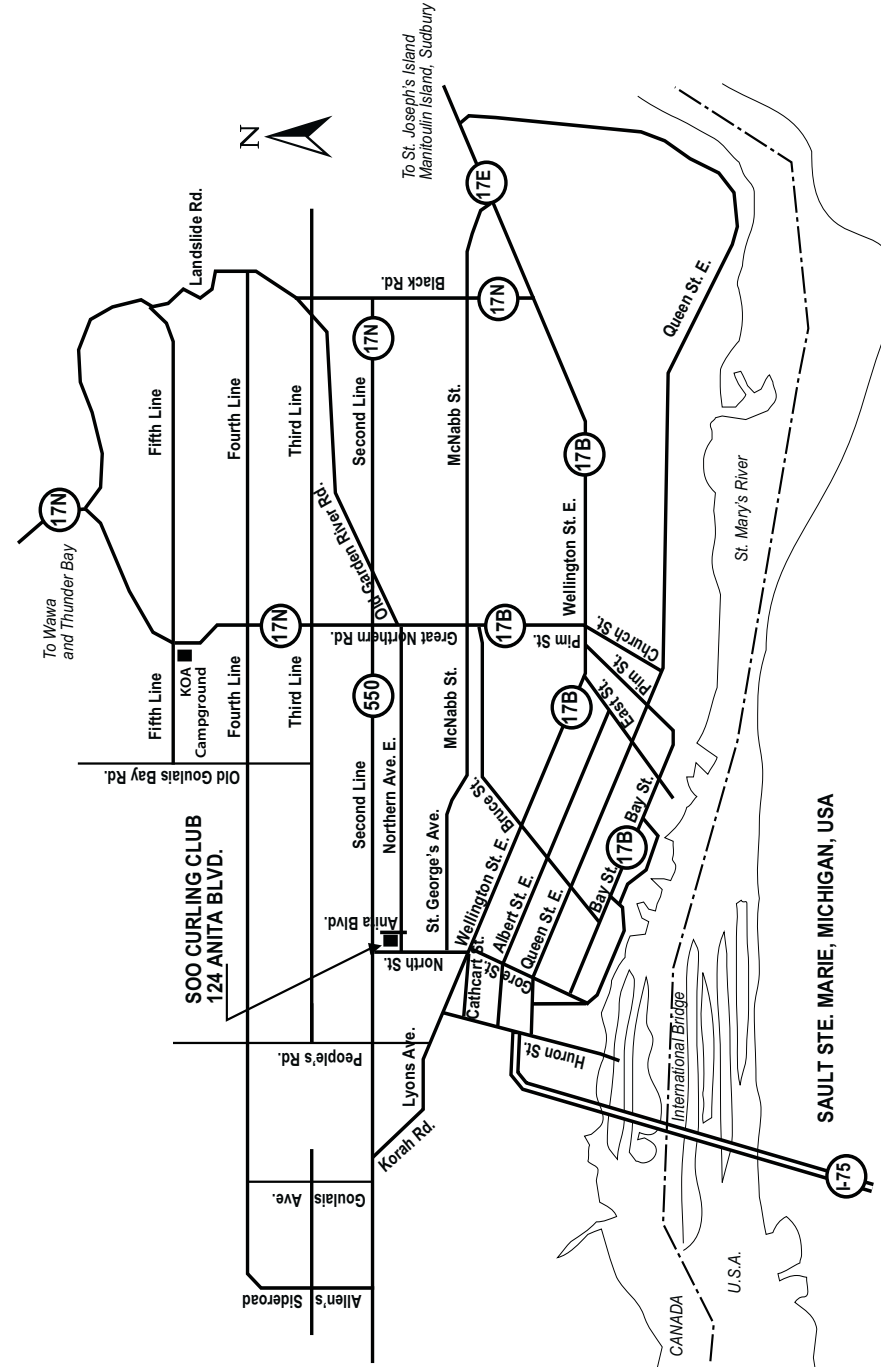 To Wawa
and Thunder Bay
17N
N
Landslide Rd.
To St. Joseph's Island
Manitoulin Island, Sudbury
Fifth Line
Fifth Line
KOA
Campground
Old Goulais Bay Rd.
SOO CURLING CLUB
124 ANITA BLVD.
Fourth Line
Fourth Line
17N
Third Line
Third Line
Allen's
Sideroad
Goulais
Ave.
People's Rd.
Second Line
550
Second Line
17N
Old Garden River Rd.
Black Rd.
Northern Ave. E.
Great Northern Rd.
Anita Blvd.
Korah Rd.
Lyons Ave.
North St.
St. George's Ave.
McNabb St.
McNabb St.
17N
17E
17B
Pim St.
Cathcart St.
Wellington St. E.
Bruce St.
17B
Wellington St. E.
17B
Huron St.
Gore St.
Albert St. E.
Queen St. E.
East St.
Pim St.
Church St.
Queen St. E.
Bay St.
17B
Bay St.
International Bridge
St. Mary's River
CANADA
U.S.A.
I-75
SAULT STE. MARIE, MICHIGAN, USA